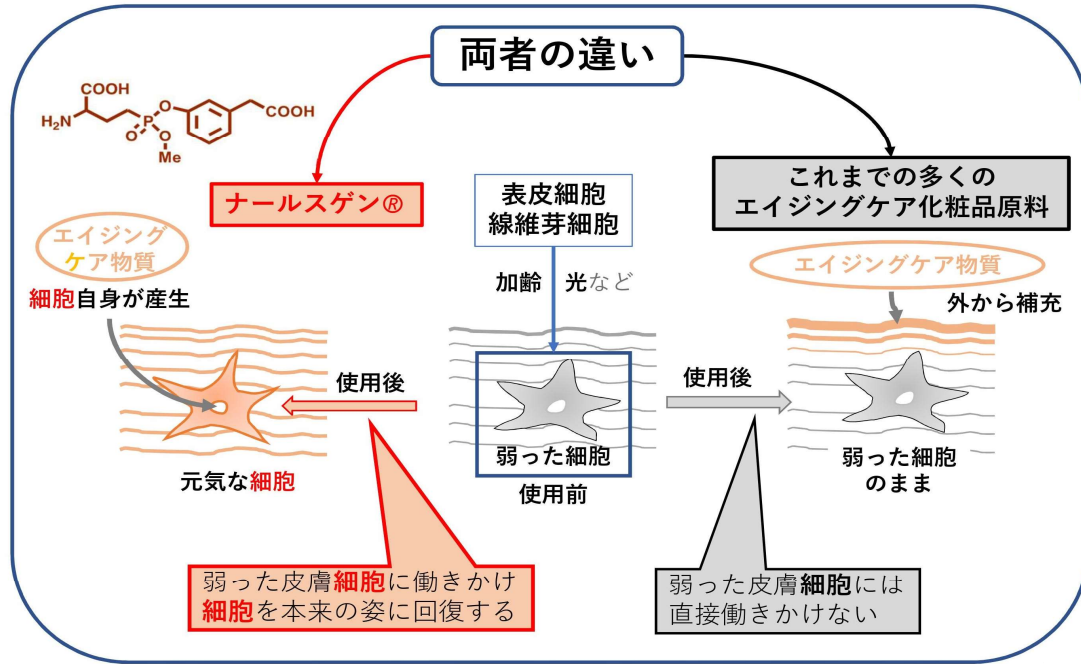 両者の違い
COOH
H₂N
P
O
O
O
Me
COOH
ナールスゲン®
表皮細胞
線維芽細胞
これまでの多くの
エイジングケア化粧品原料
エイジング
ケア物質
細胞自身が産生
加齢 光など
エイジングケア物質
外から補充
使用後
使用後
元気な細胞
弱った細胞
使用前
弱った細胞
のまま
弱った皮膚細胞に働きかけ
細胞を本来の姿に回復する
弱った皮膚細胞には
直接働きかけない